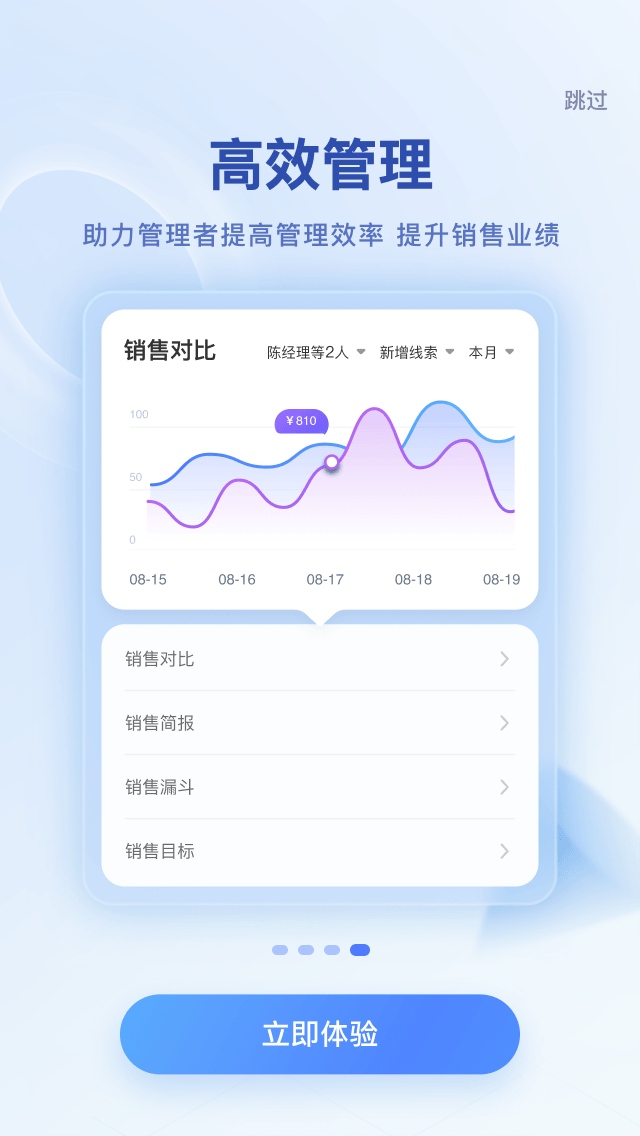 跳过
高效管理
助力管理者提高管理效率 提升销售业绩
销售对比 陈经理等2人 新增线索 本月
100
¥810
50
0
08-15 08-16 08-17 08-18 08-19
销售对比
销售简报
销售漏斗
销售目标
立即体验